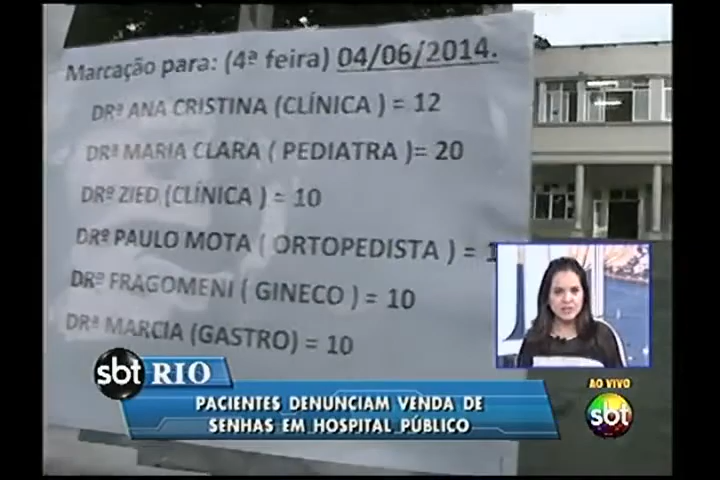 Marcação para: (4ª feira) 04/06/2014.
DRª ANA CRISTINA (CLÍNICA ) = 12
DRª MARIA CLARA ( PEDIATRA )= 20
DRº ZIED (CLÍNICA ) = 10
DRº PAULO MOTA ( ORTOPEDISTA ) =
DRº FRAGOMENI ( GINECO ) = 10
DRª MARCIA (GASTRO) = 10
sbt RIO
PACIENTES DENUNCIAM VENDA DE
SENHAS EM HOSPITAL PÚBLICO
AO VIVO
sbt